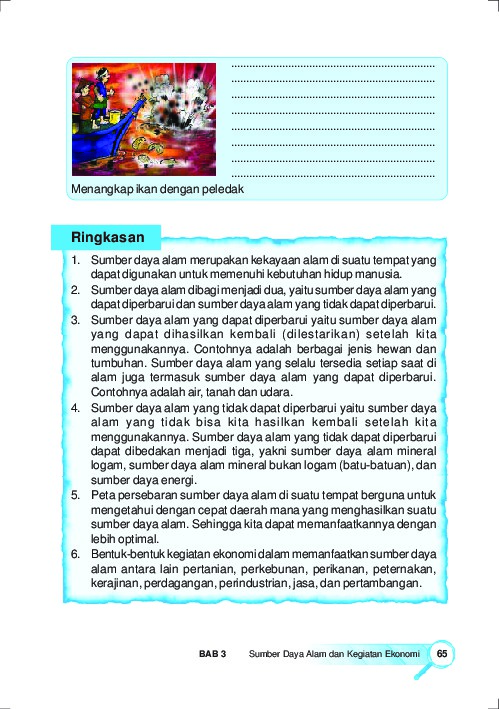 ................................................................
................................................................
................................................................
................................................................
................................................................
................................................................
................................................................
................................................................
Menangkap ikan dengan peledak
Ringkasan
1. Sumber daya alam merupakan kekayaan alam di suatu tempat yang
dapat digunakan untuk memenuhi kebutuhan hidup manusia.
2. Sumber daya alam dibagi menjadi dua, yaitu sumber daya alam yang
dapat diperbarui dan sumber daya alam yang tidak dapat diperbarui.
3. Sumber daya alam yang dapat diperbarui yaitu sumber daya alam
yang dapat dihasilkan kembali (dilestarikan) setelah kita
menggunakannya. Contohnya adalah berbagai jenis hewan dan
tumbuhan. Sumber daya alam yang selalu tersedia setiap saat di
alam juga termasuk sumber daya alam yang dapat diperbarui.
Contohnya adalah air, tanah dan udara.
4. Sumber daya alam yang tidak dapat diperbarui yaitu sumber daya
alam yang tidak bisa kita hasilkan kembali setelah kita
menggunakannya. Sumber daya alam yang tidak dapat diperbarui
dapat dibedakan menjadi tiga, yakni sumber daya alam mineral
logam, sumber daya alam mineral bukan logam (batu-batuan), dan
sumber daya energi.
5. Peta persebaran sumber daya alam di suatu tempat berguna untuk
mengetahui dengan cepat daerah mana yang menghasilkan suatu
sumber daya alam. Sehingga kita dapat memanfaatkannya dengan
lebih optimal.
6. Bentuk-bentuk kegiatan ekonomi dalam memanfaatkan sumber daya
alam antara lain pertanian, perkebunan, perikanan, peternakan,
kerajinan, perdagangan, perindustrian, jasa, dan pertambangan.
BAB 3 Sumber Daya Alam dan Kegiatan Ekonomi 65